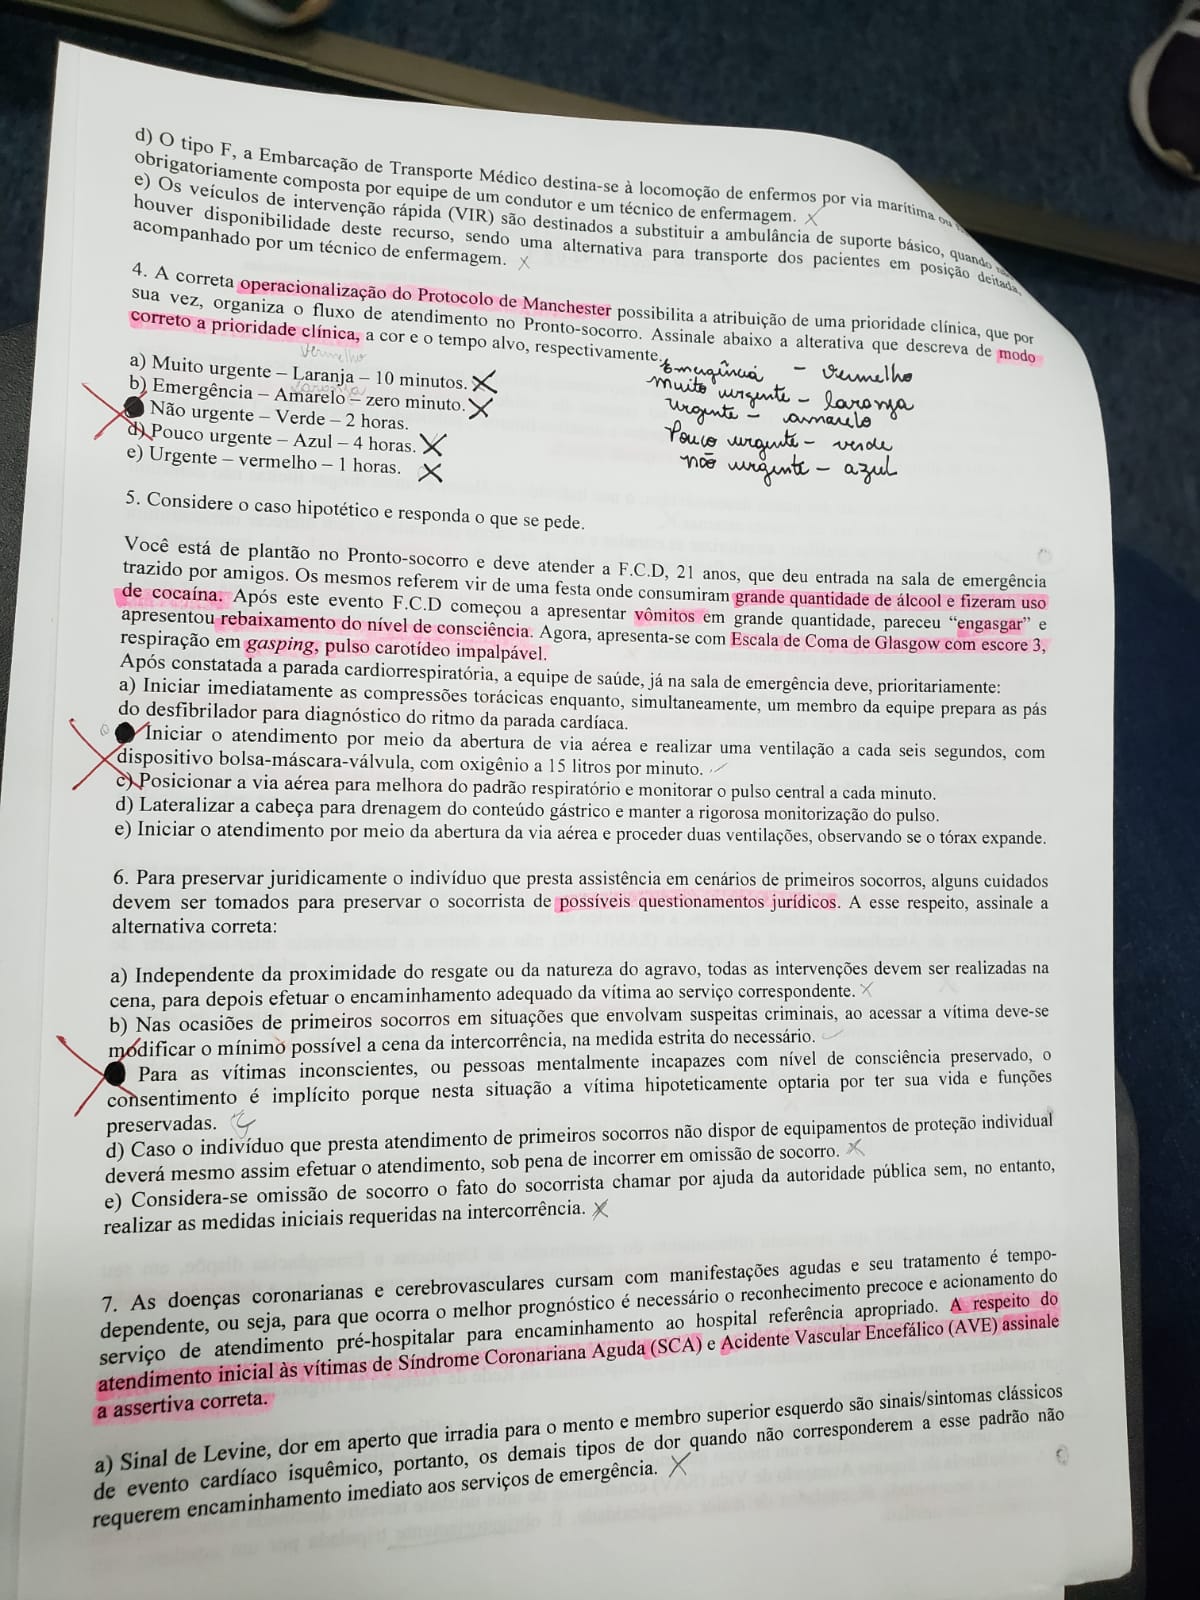 d) O tipo F, a Embarcação de Transporte Médico destina-se à locomoção de enfermos por via marítima ou
obrigatoriamente composta por equipe de um condutor e um técnico de enfermagem. X
e) Os veículos de intervenção rápida (VIR) são destinados a substituir a ambulância de suporte básico, quando
houver disponibilidade deste recurso, sendo uma alternativa para transporte dos pacientes em posição deitada,
acompanhado por um técnico de enfermagem. X
4. A correta operacionalização do Protocolo de Manchester possibilita a atribuição de uma prioridade clínica, que por
sua vez, organiza o fluxo de atendimento no Pronto-socorro. Assinale abaixo a alterativa que descreva de modo
correto a prioridade clínica, a cor e o tempo alvo, respectivamente.
vermelho
a) Muito urgente – Laranja – 10 minutos. X
laranja
b) Emergência – Amarelo – zero minuto. X
Não urgente – Verde – 2 horas.
d) Pouco urgente – Azul – 4 horas. X
e) Urgente – vermelho – 1 horas. X
Emergência – vermelho
muito urgente – laranja
urgente – amarelo
Pouco urgente – verde
não urgente – azul
5. Considere o caso hipotético e responda o que se pede.
Você está de plantão no Pronto-socorro e deve atender a F.C.D, 21 anos, que deu entrada na sala de emergência
trazido por amigos. Os mesmos referem vir de uma festa onde consumiram grande quantidade de álcool e fizeram uso
de cocaína. Após este evento F.C.D começou a apresentar vômitos em grande quantidade, pareceu “engasgar” e
apresentou rebaixamento do nível de consciência. Agora, apresenta-se com Escala de Coma de Glasgow com escore 3,
respiração em gasping, pulso carotídeo impalpável.
Após constatada a parada cardiorrespiratória, a equipe de saúde, já na sala de emergência deve, prioritariamente:
a) Iniciar imediatamente as compressões torácicas enquanto, simultaneamente, um membro da equipe prepara as pás
do desfibrilador para diagnóstico do ritmo da parada cardíaca.
Iniciar o atendimento por meio da abertura de via aérea e realizar uma ventilação a cada seis segundos, com
dispositivo bolsa-máscara-válvula, com oxigênio a 15 litros por minuto.
c) Posicionar a via aérea para melhora do padrão respiratório e monitorar o pulso central a cada minuto.
d) Lateralizar a cabeça para drenagem do conteúdo gástrico e manter a rigorosa monitorização do pulso.
e) Iniciar o atendimento por meio da abertura da via aérea e proceder duas ventilações, observando se o tórax expande.
6. Para preservar juridicamente o indivíduo que presta assistência em cenários de primeiros socorros, alguns cuidados
devem ser tomados para preservar o socorrista de possíveis questionamentos jurídicos. A esse respeito, assinale a
alternativa correta:
a) Independente da proximidade do resgate ou da natureza do agravo, todas as intervenções devem ser realizadas na
cena, para depois efetuar o encaminhamento adequado da vítima ao serviço correspondente. X
b) Nas ocasiões de primeiros socorros em situações que envolvam suspeitas criminais, ao acessar a vítima deve-se
modificar o mínimo possível a cena da intercorrência, na medida estrita do necessário.
Para as vítimas inconscientes, ou pessoas mentalmente incapazes com nível de consciência preservado, o
consentimento é implícito porque nesta situação a vítima hipoteticamente optaria por ter sua vida e funções
preservadas.
d) Caso o indivíduo que presta atendimento de primeiros socorros não dispor de equipamentos de proteção individual
deverá mesmo assim efetuar o atendimento, sob pena de incorrer em omissão de socorro. X
e) Considera-se omissão de socorro o fato do socorrista chamar por ajuda da autoridade pública sem, no entanto,
realizar as medidas iniciais requeridas na intercorrência. X
7. As doenças coronarianas e cerebrovasculares cursam com manifestações agudas e seu tratamento é tempo-
dependente, ou seja, para que ocorra o melhor prognóstico é necessário o reconhecimento precoce e acionamento do
serviço de atendimento pré-hospitalar para encaminhamento ao hospital referência apropriado. A respeito do
atendimento inicial às vítimas de Síndrome Coronariana Aguda (SCA) e Acidente Vascular Encefálico (AVE) assinale
a assertiva correta.
a) Sinal de Levine, dor em aperto que irradia para o mento e membro superior esquerdo são sinais/sintomas clássicos
de evento cardíaco isquêmico, portanto, os demais tipos de dor quando não corresponderem a esse padrão não
requerem encaminhamento imediato aos serviços de emergência. X